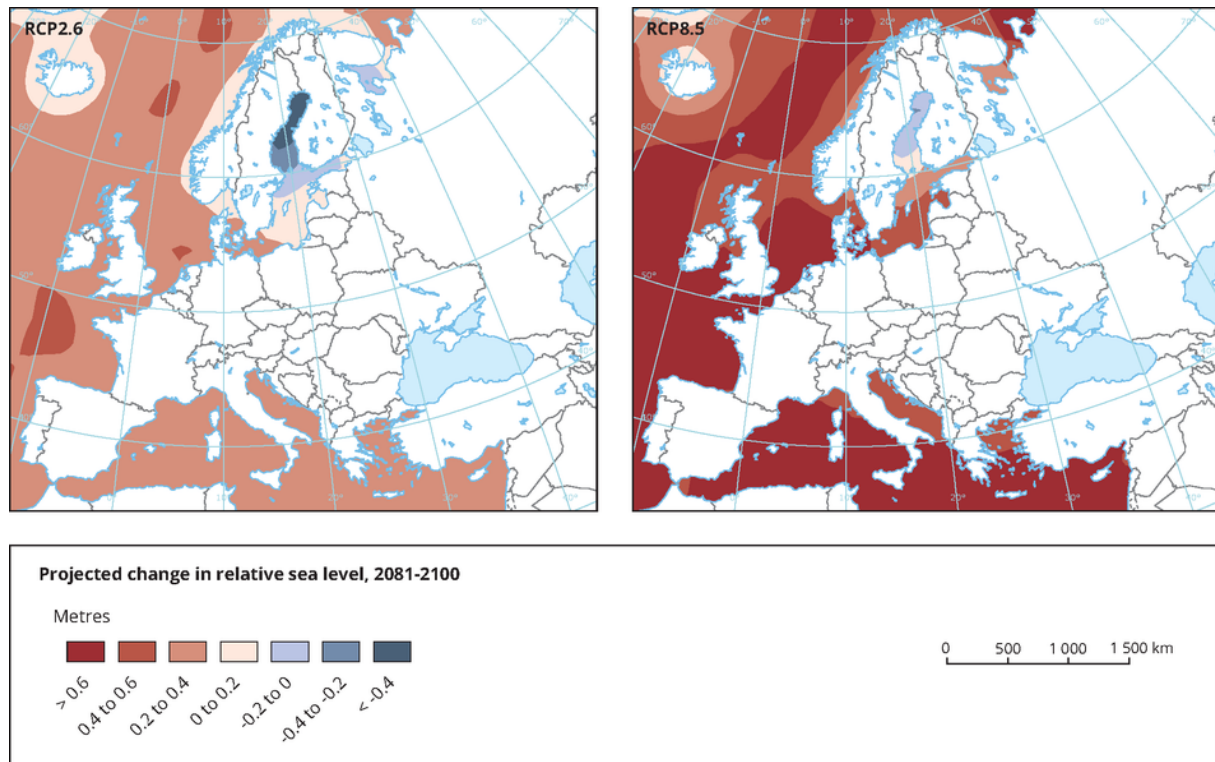 RCP2.6
RCP8.5
Projected change in relative sea level, 2081-2100
Metres
> 0.6
0.4 to 0.6
0.2 to 0.4
0 to 0.2
-0.2 to 0
-0.4 to -0.2
< -0.4
0 500 1 000 1 500 km